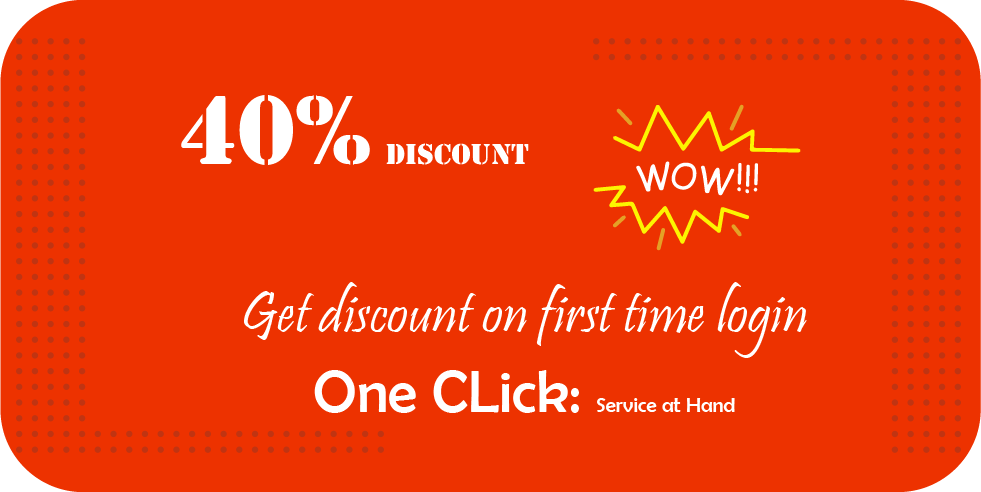 40% DISCOUNT
WOW!!!
Get discount on first time login
One CLick: Service at Hand